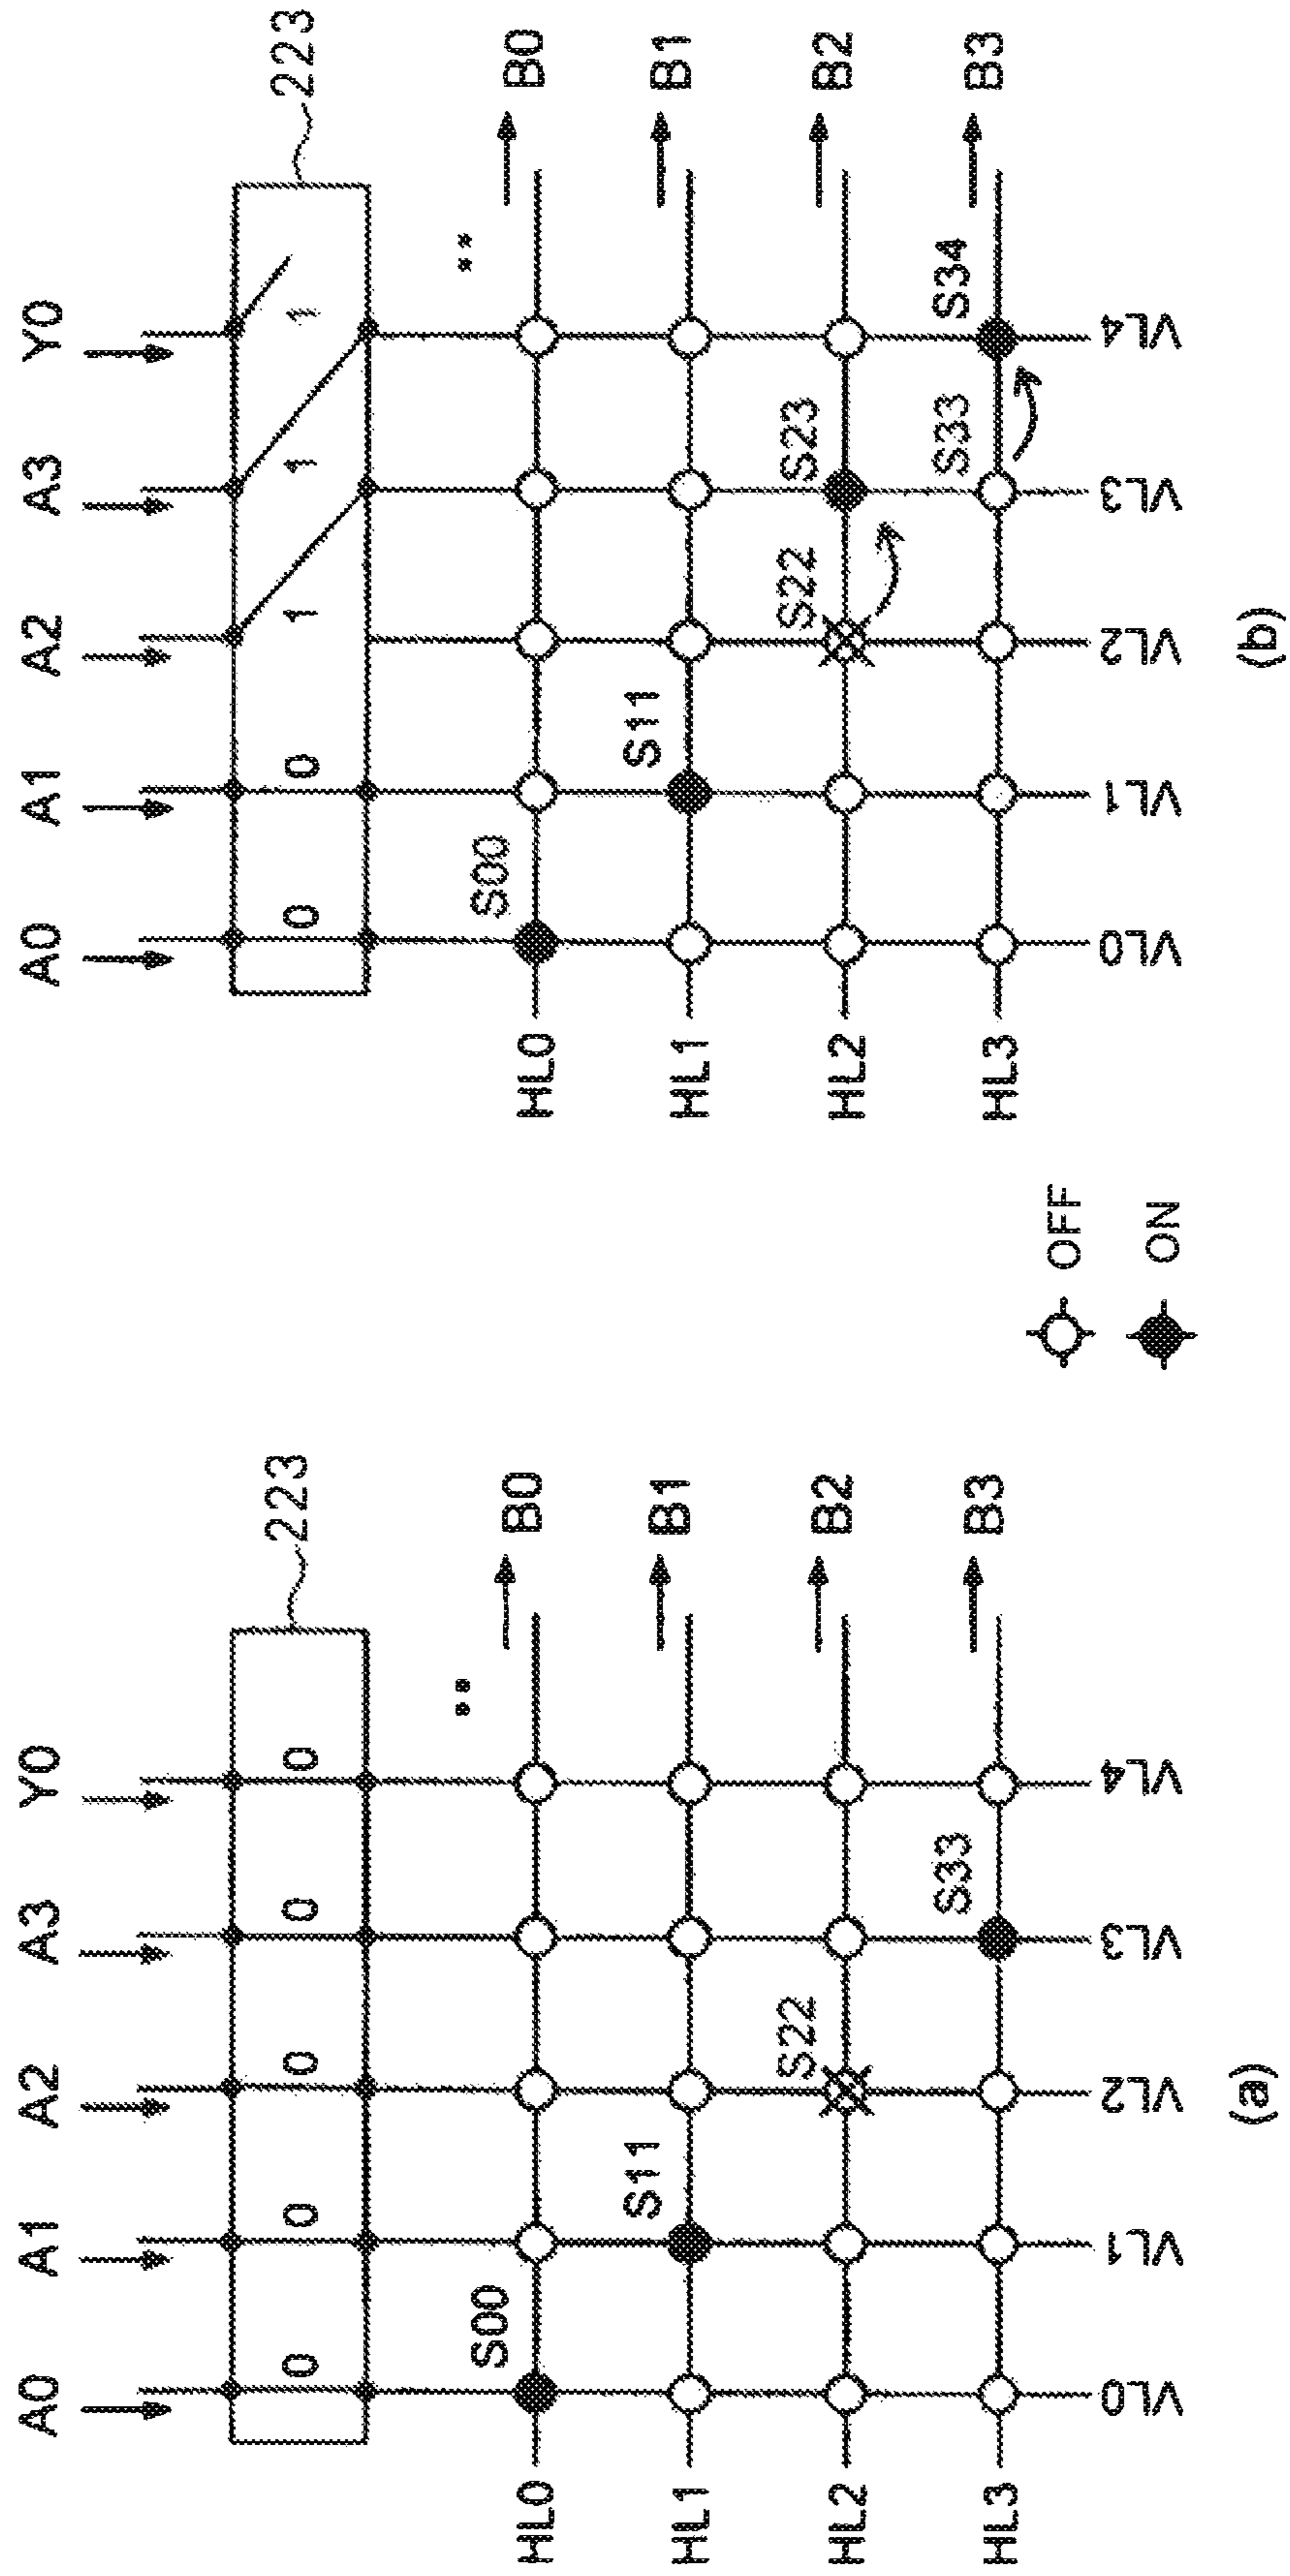 A0 A1 A2 A3 Y0
223
0 0 0 0 0
S00
HL0 B0
S11
HL1 B1
S22
HL2 B2
S33
HL3 B3
VL0 VL1 VL2 VL3 VL4
(a)
OFF
ON
A0 A1 A2 A3 Y0
223
0 0 1 1 1
S00
HL0 B0
S11
HL1 B1
S22 S23
HL2 B2
S33 S34
HL3 B3
VL0 VL1 VL2 VL3 VL4
(b)